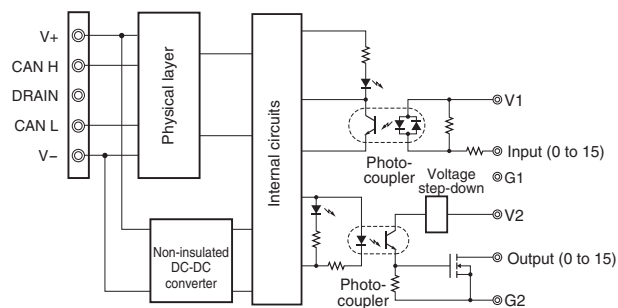 V+
CAN H
DRAIN
CAN L
V−
Physical layer
Non-insulated
DC-DC
converter
Internal circuits
Photo-
coupler
V1
Input (0 to 15)
G1
Voltage
step-down
V2
Output (0 to 15)
Photo-
coupler
G2